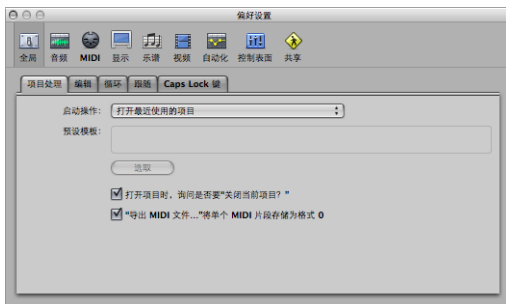 偏好设置
全局 音频 MIDI 显示 乐谱 视频 自动化 控制表面 共享
项目处理 编辑 循环 跟随 Caps Lock 键
启动操作: 打开最近使用的项目
预设模板:
选取
打开项目时，询问是否要“关闭当前项目？”
“导出 MIDI 文件...”将单个 MIDI 片段存储为格式 0